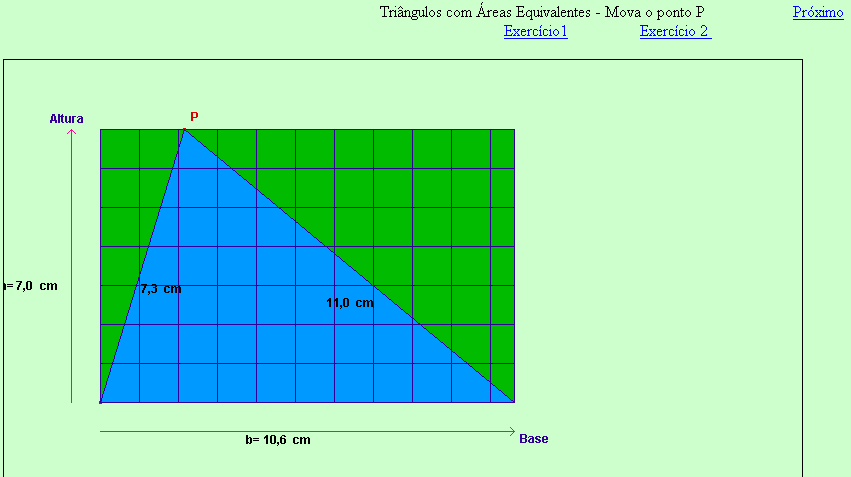 Triângulos com Áreas Equivalentes - Mova o ponto P Próximo
Exercício1 Exercício 2
P
Altura
=7,0 cm
7,3 cm
11,0 cm
b= 10,6 cm
Base